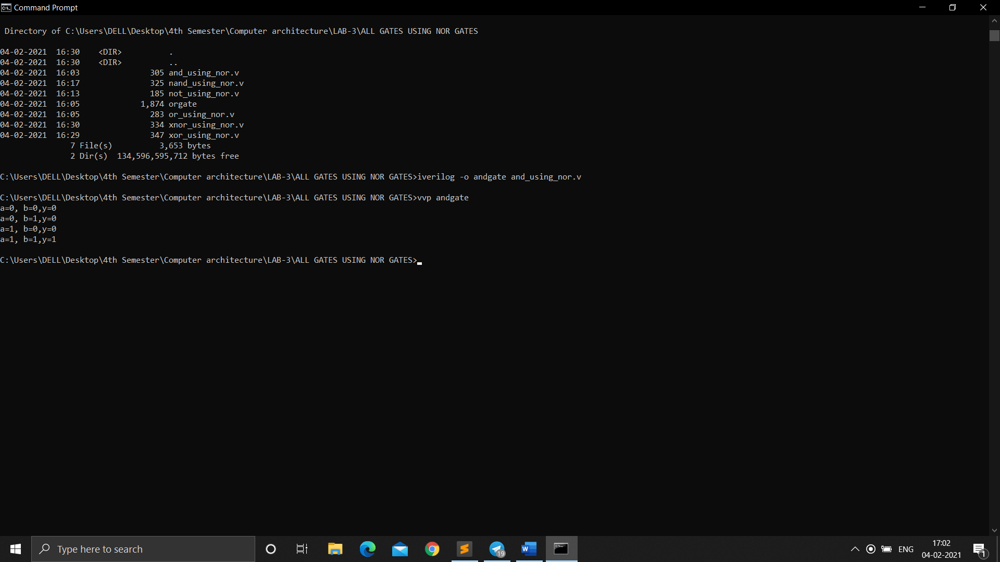 Command Prompt
Directory of C:\Users\DELL\Desktop\4th Semester\Computer architecture\LAB-3\ALL GATES USING NOR GATES
04-02-2021  16:30    <DIR>          .
04-02-2021  16:30    <DIR>          ..
04-02-2021  16:03               305 and_using_nor.v
04-02-2021  16:17               325 nand_using_nor.v
04-02-2021  16:13               185 not_using_nor.v
04-02-2021  16:05             1,874 orgate
04-02-2021  16:05               283 or_using_nor.v
04-02-2021  16:30               334 xnor_using_nor.v
04-02-2021  16:29               347 xor_using_nor.v
7 File(s)          3,653 bytes
2 Dir(s)  134,596,595,712 bytes free
C:\Users\DELL\Desktop\4th Semester\Computer architecture\LAB-3\ALL GATES USING NOR GATES>iverilog -o andgate and_using_nor.v
C:\Users\DELL\Desktop\4th Semester\Computer architecture\LAB-3\ALL GATES USING NOR GATES>vvp andgate
a=0, b=0,y=0
a=0, b=1,y=0
a=1, b=0,y=0
a=1, b=1,y=1
C:\Users\DELL\Desktop\4th Semester\Computer architecture\LAB-3\ALL GATES USING NOR GATES>
Type here to search
19
W
ENG
17:02
04-02-2021
1